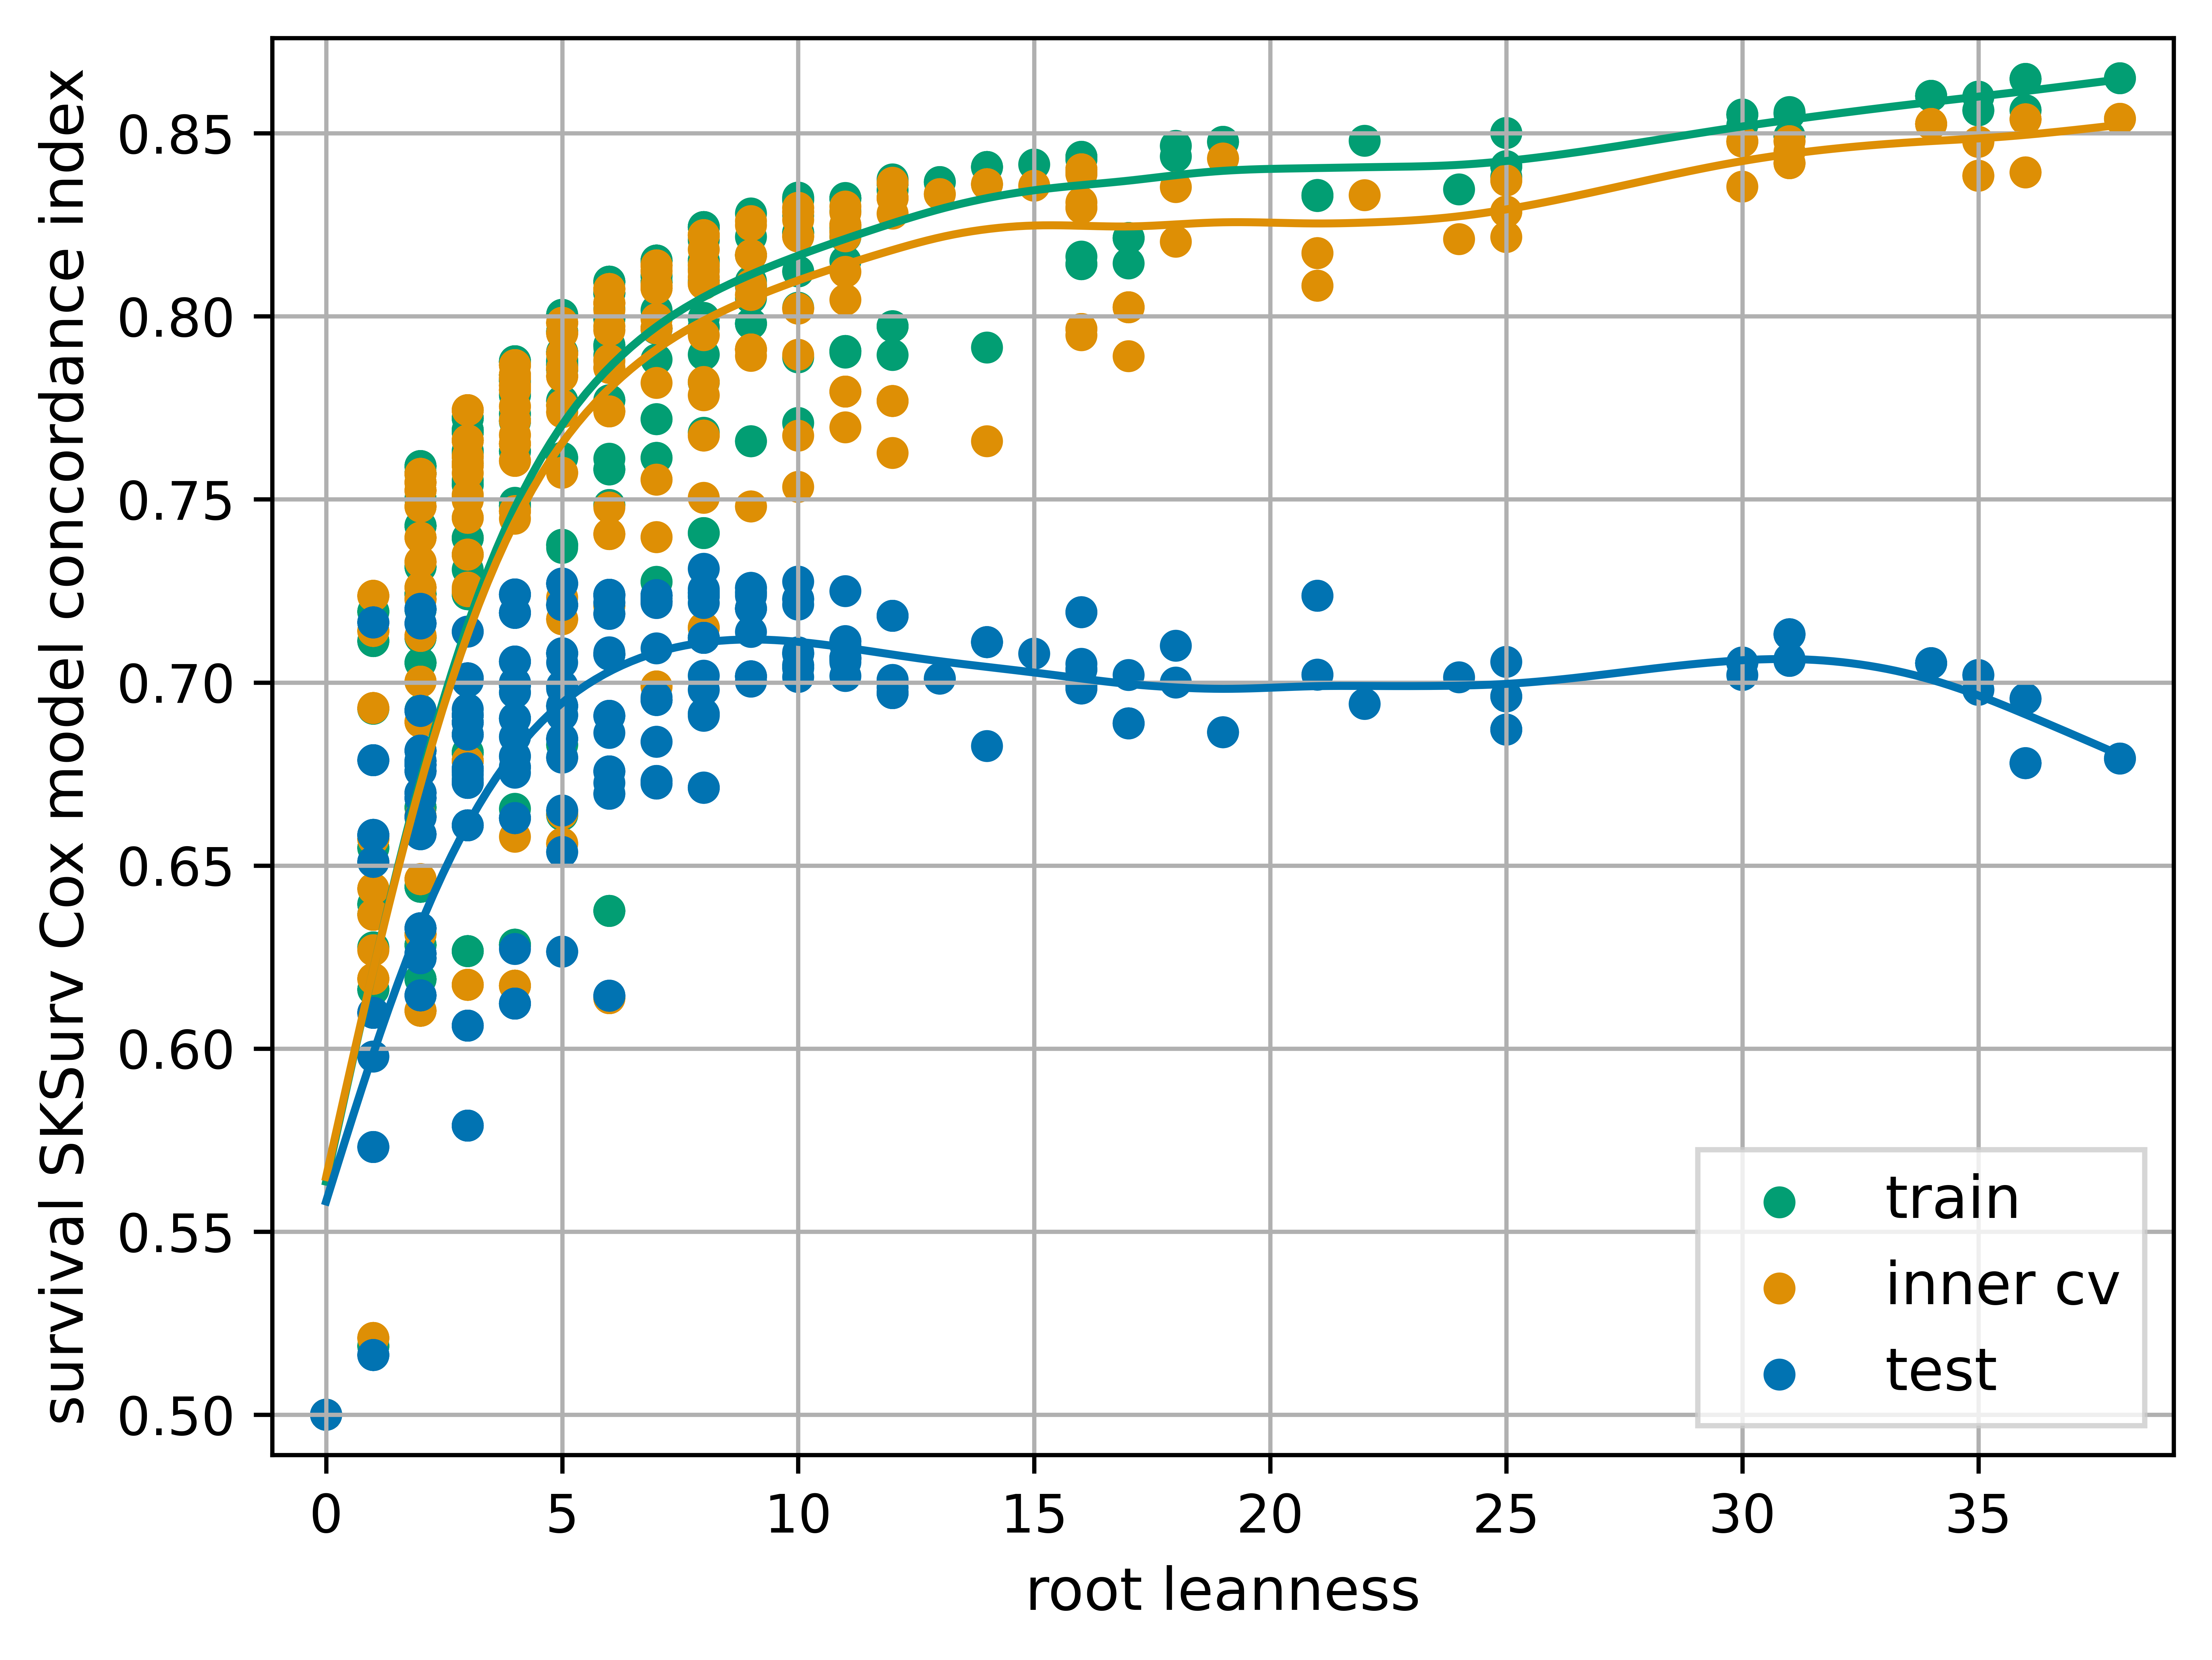 survival SKSurv Cox model concordance index
0.85
0.80
0.75
0.70
0.65
0.60
0.55
0.50
train
inner cv
test
0 5 10 15 20 25 30 35
root leanness